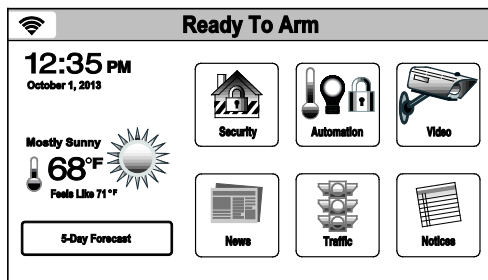 Ready To Arm
12:35 PM
October 1, 2013
Mostly Sunny
68°F
Feels Like 71°F
5-Day Forecast
Security
Automation
Video
News
Traffic
Notices